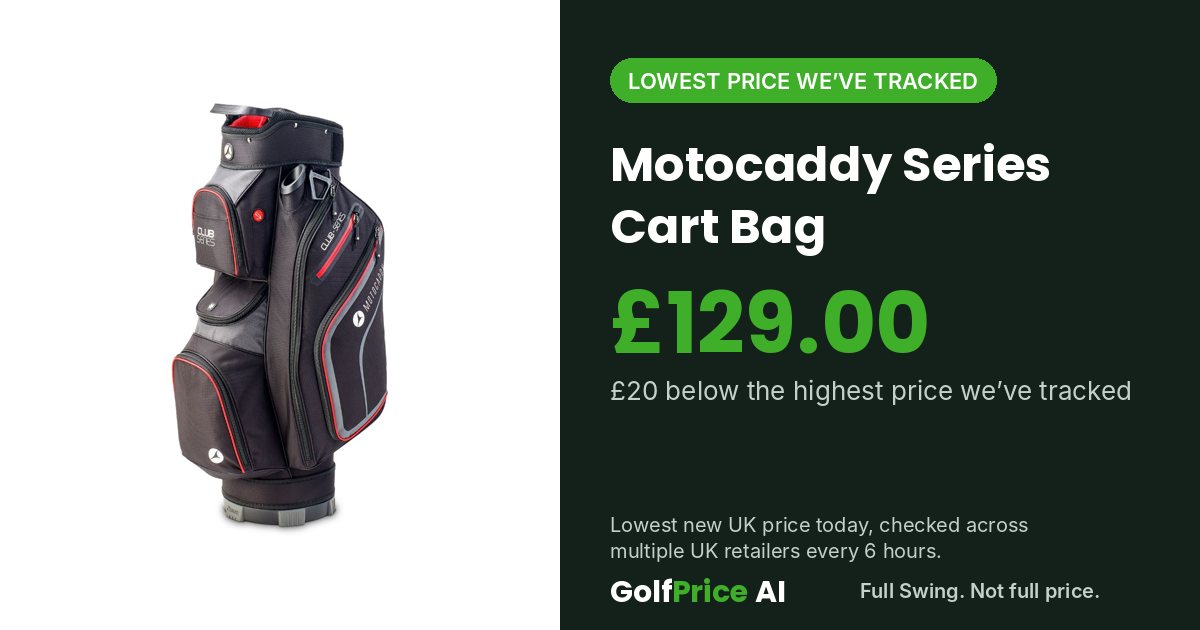 LOWEST PRICE WE’VE TRACKED
Motocaddy Series
Cart Bag
£129.00
£20 below the highest price we’ve tracked
Lowest new UK price today, checked across
multiple UK retailers every 6 hours.
GolfPrice AI
Full Swing. Not full price.
CLUB
SERIES
CLUB-SERIES
MOTOCADDY